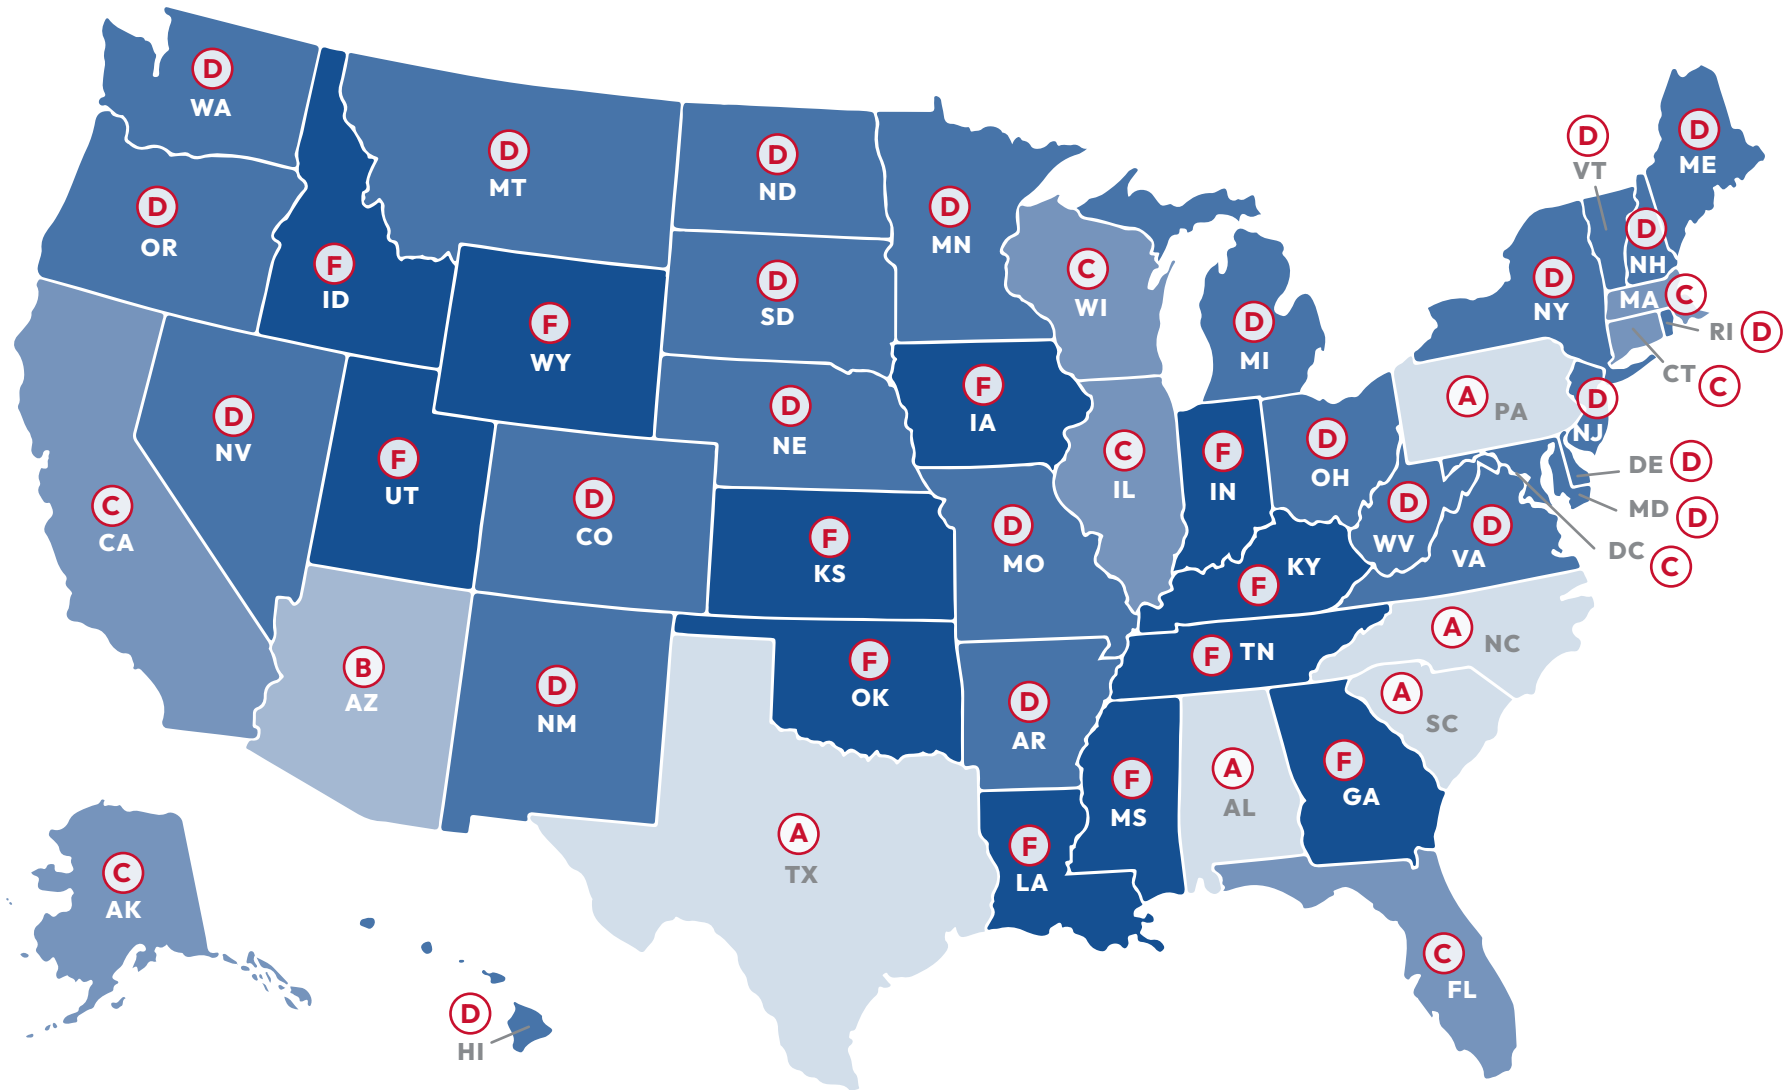 D
WA
D
OR
F
ID
D
MT
D
ND
D
MN
D
SD
F
WY
C
WI
D
MI
D
VT
D
ME
D
NH
D
NY
MA C
RI D
CT C
A PA
D
NJ
DE D
MD D
DC C
C
CA
D
NV
F
UT
D
CO
D
NE
F
IA
C
IL
F
IN
D
OH
D
WV
D
VA
F
KS
D
MO
KY
F
F TN
A NC
A
SC
B
AZ
D
NM
F
OK
D
AR
F
MS
A
AL
F
GA
A
TX
F
LA
C
FL
C
AK
D
HI